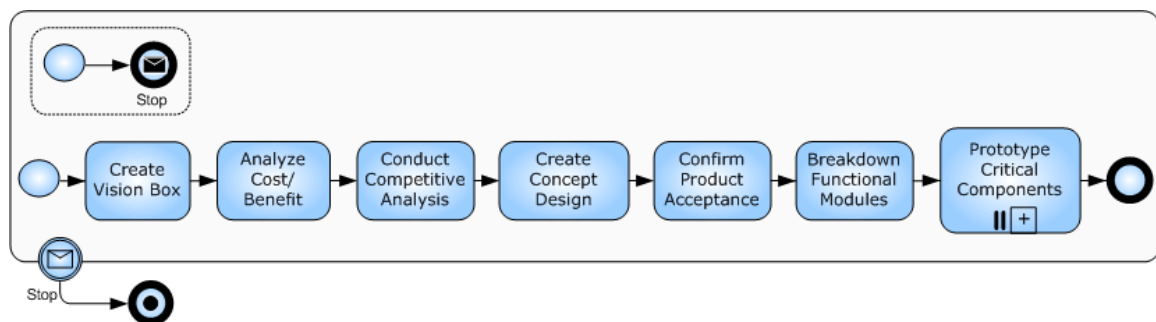 Stop
Create
Vision Box
Analyze
Cost/
Benefit
Conduct
Competitive
Analysis
Create
Concept
Design
Confirm
Product
Acceptance
Breakdown
Functional
Modules
Prototype
Critical
Components
Stop